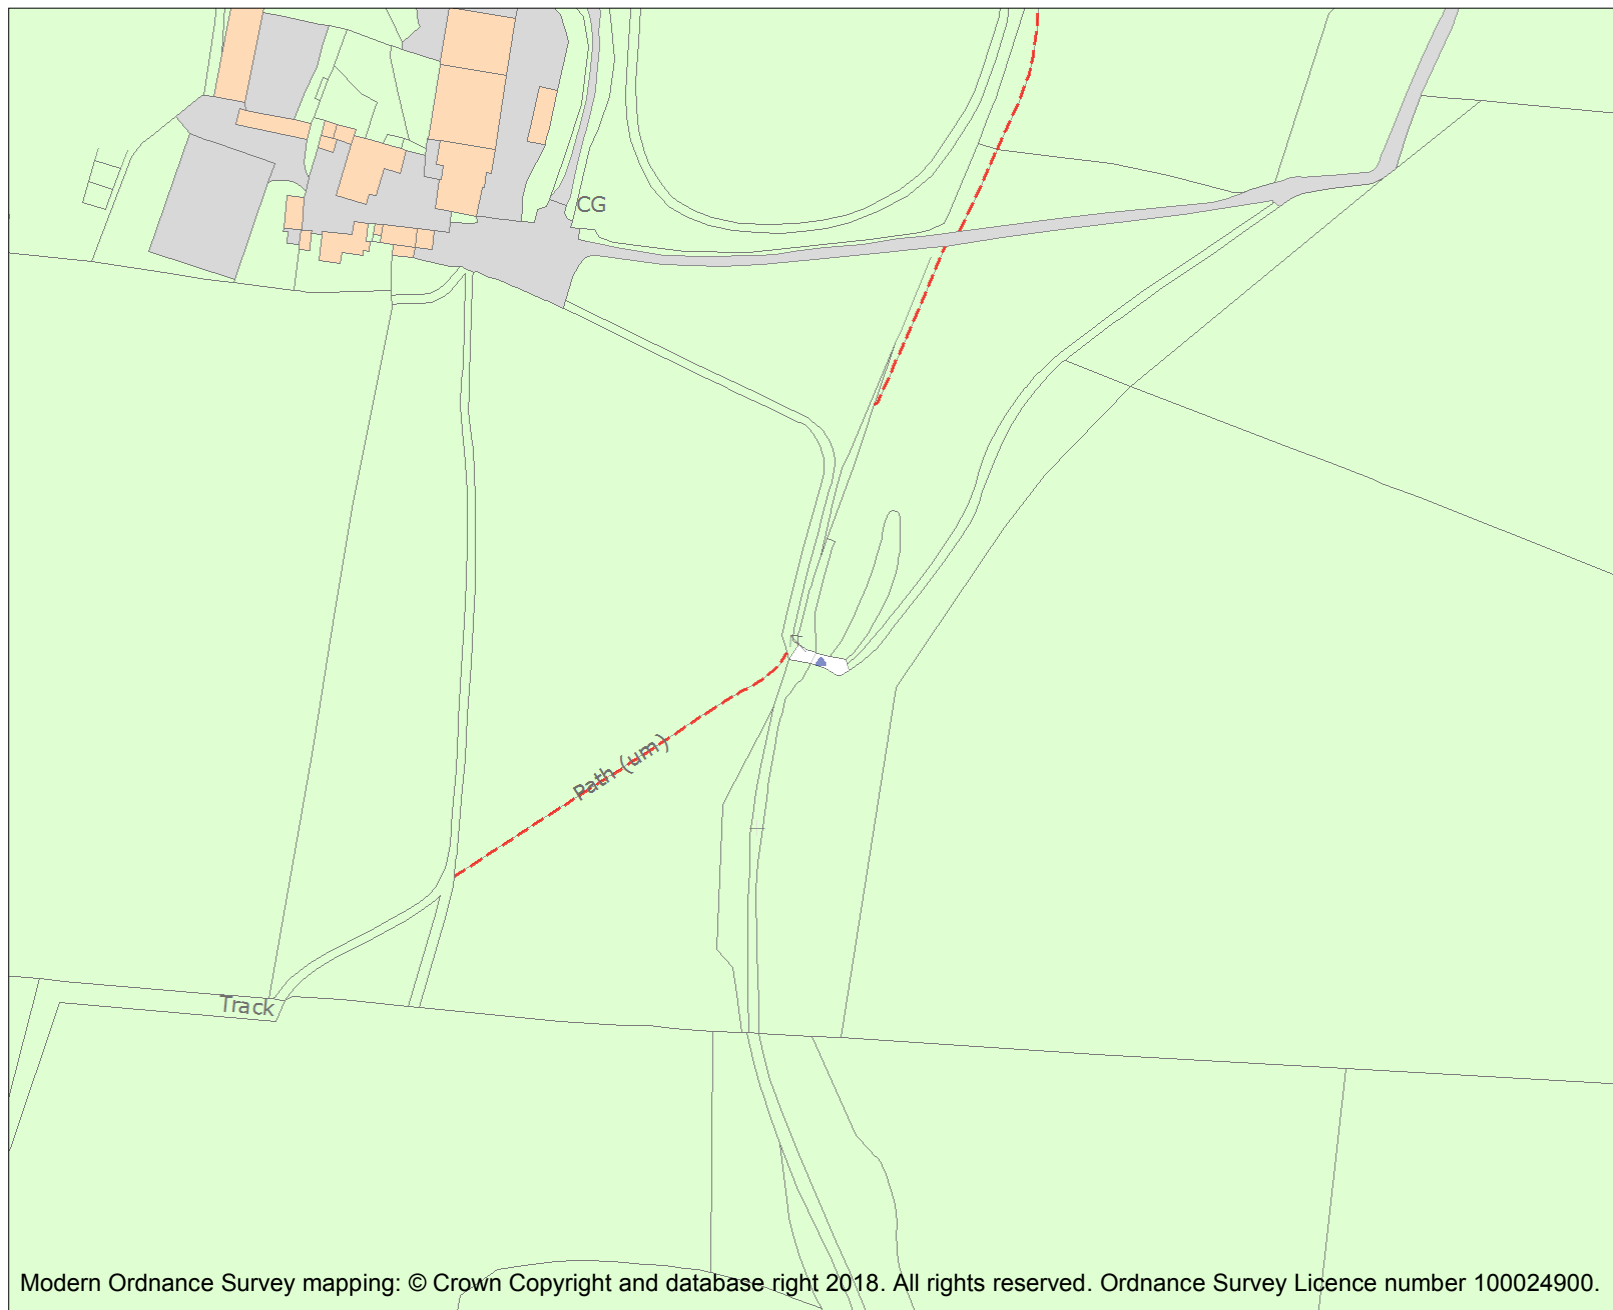 CG
Path (um)
Track
Modern Ordnance Survey mapping: © Crown Copyright and database right 2018. All rights reserved. Ordnance Survey Licence number 100024900.